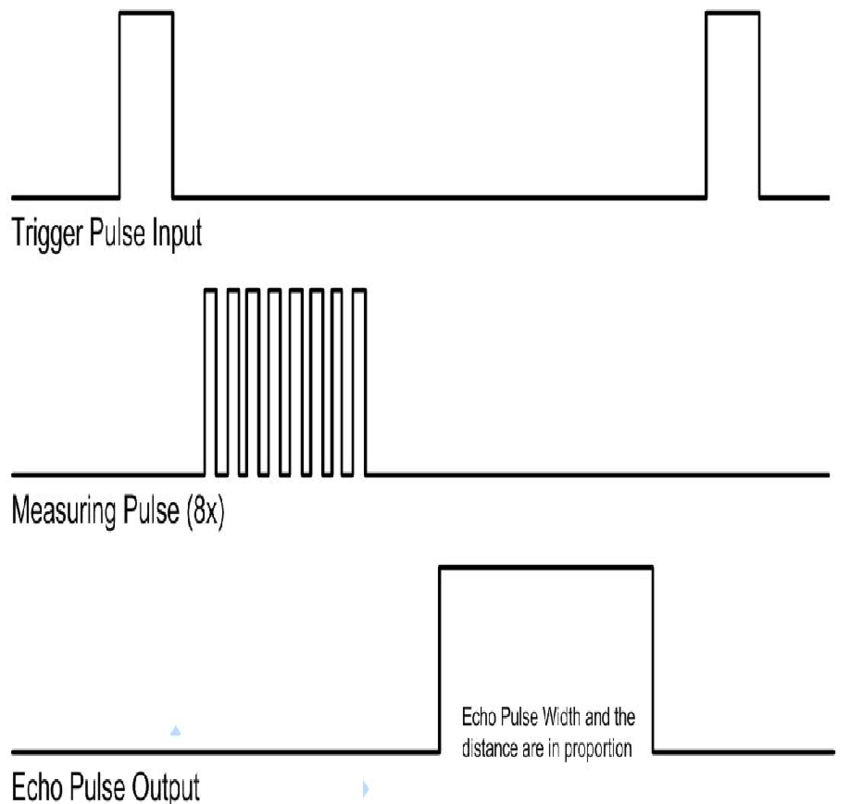 Trigger Pulse Input
Measuring Pulse (8x)
Echo Pulse Width and the
distance are in proportion
Echo Pulse Output